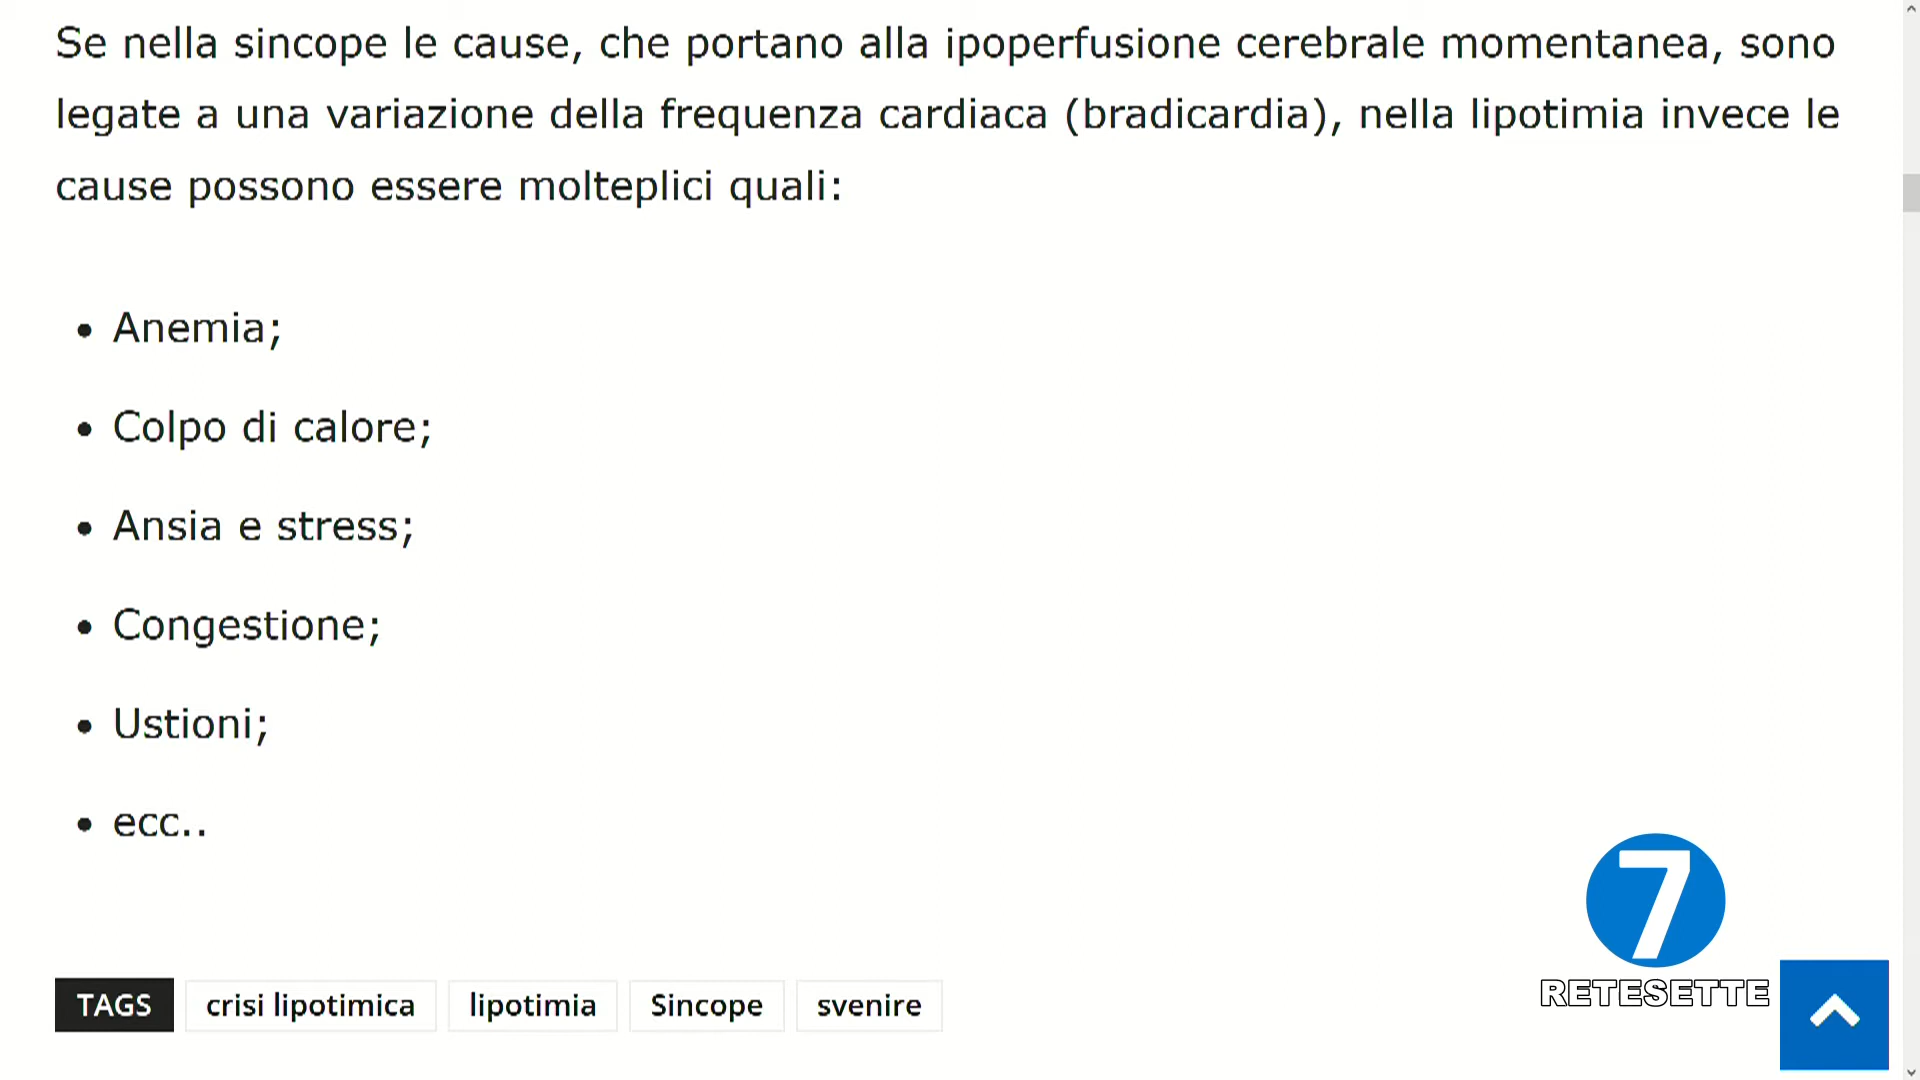 Se nella sincope le cause, che portano alla ipoperfusione cerebrale momentanea, sono
legate a una variazione della frequenza cardiaca (bradicardia), nella lipotimia invece le
cause possono essere molteplici quali:
• Anemia;
• Colpo di calore;
• Ansia e stress;
• Congestione;
• Ustioni;
• ecc..
7
RETESETTE
TAGS crisi lipotimica lipotimia Sincope svenire